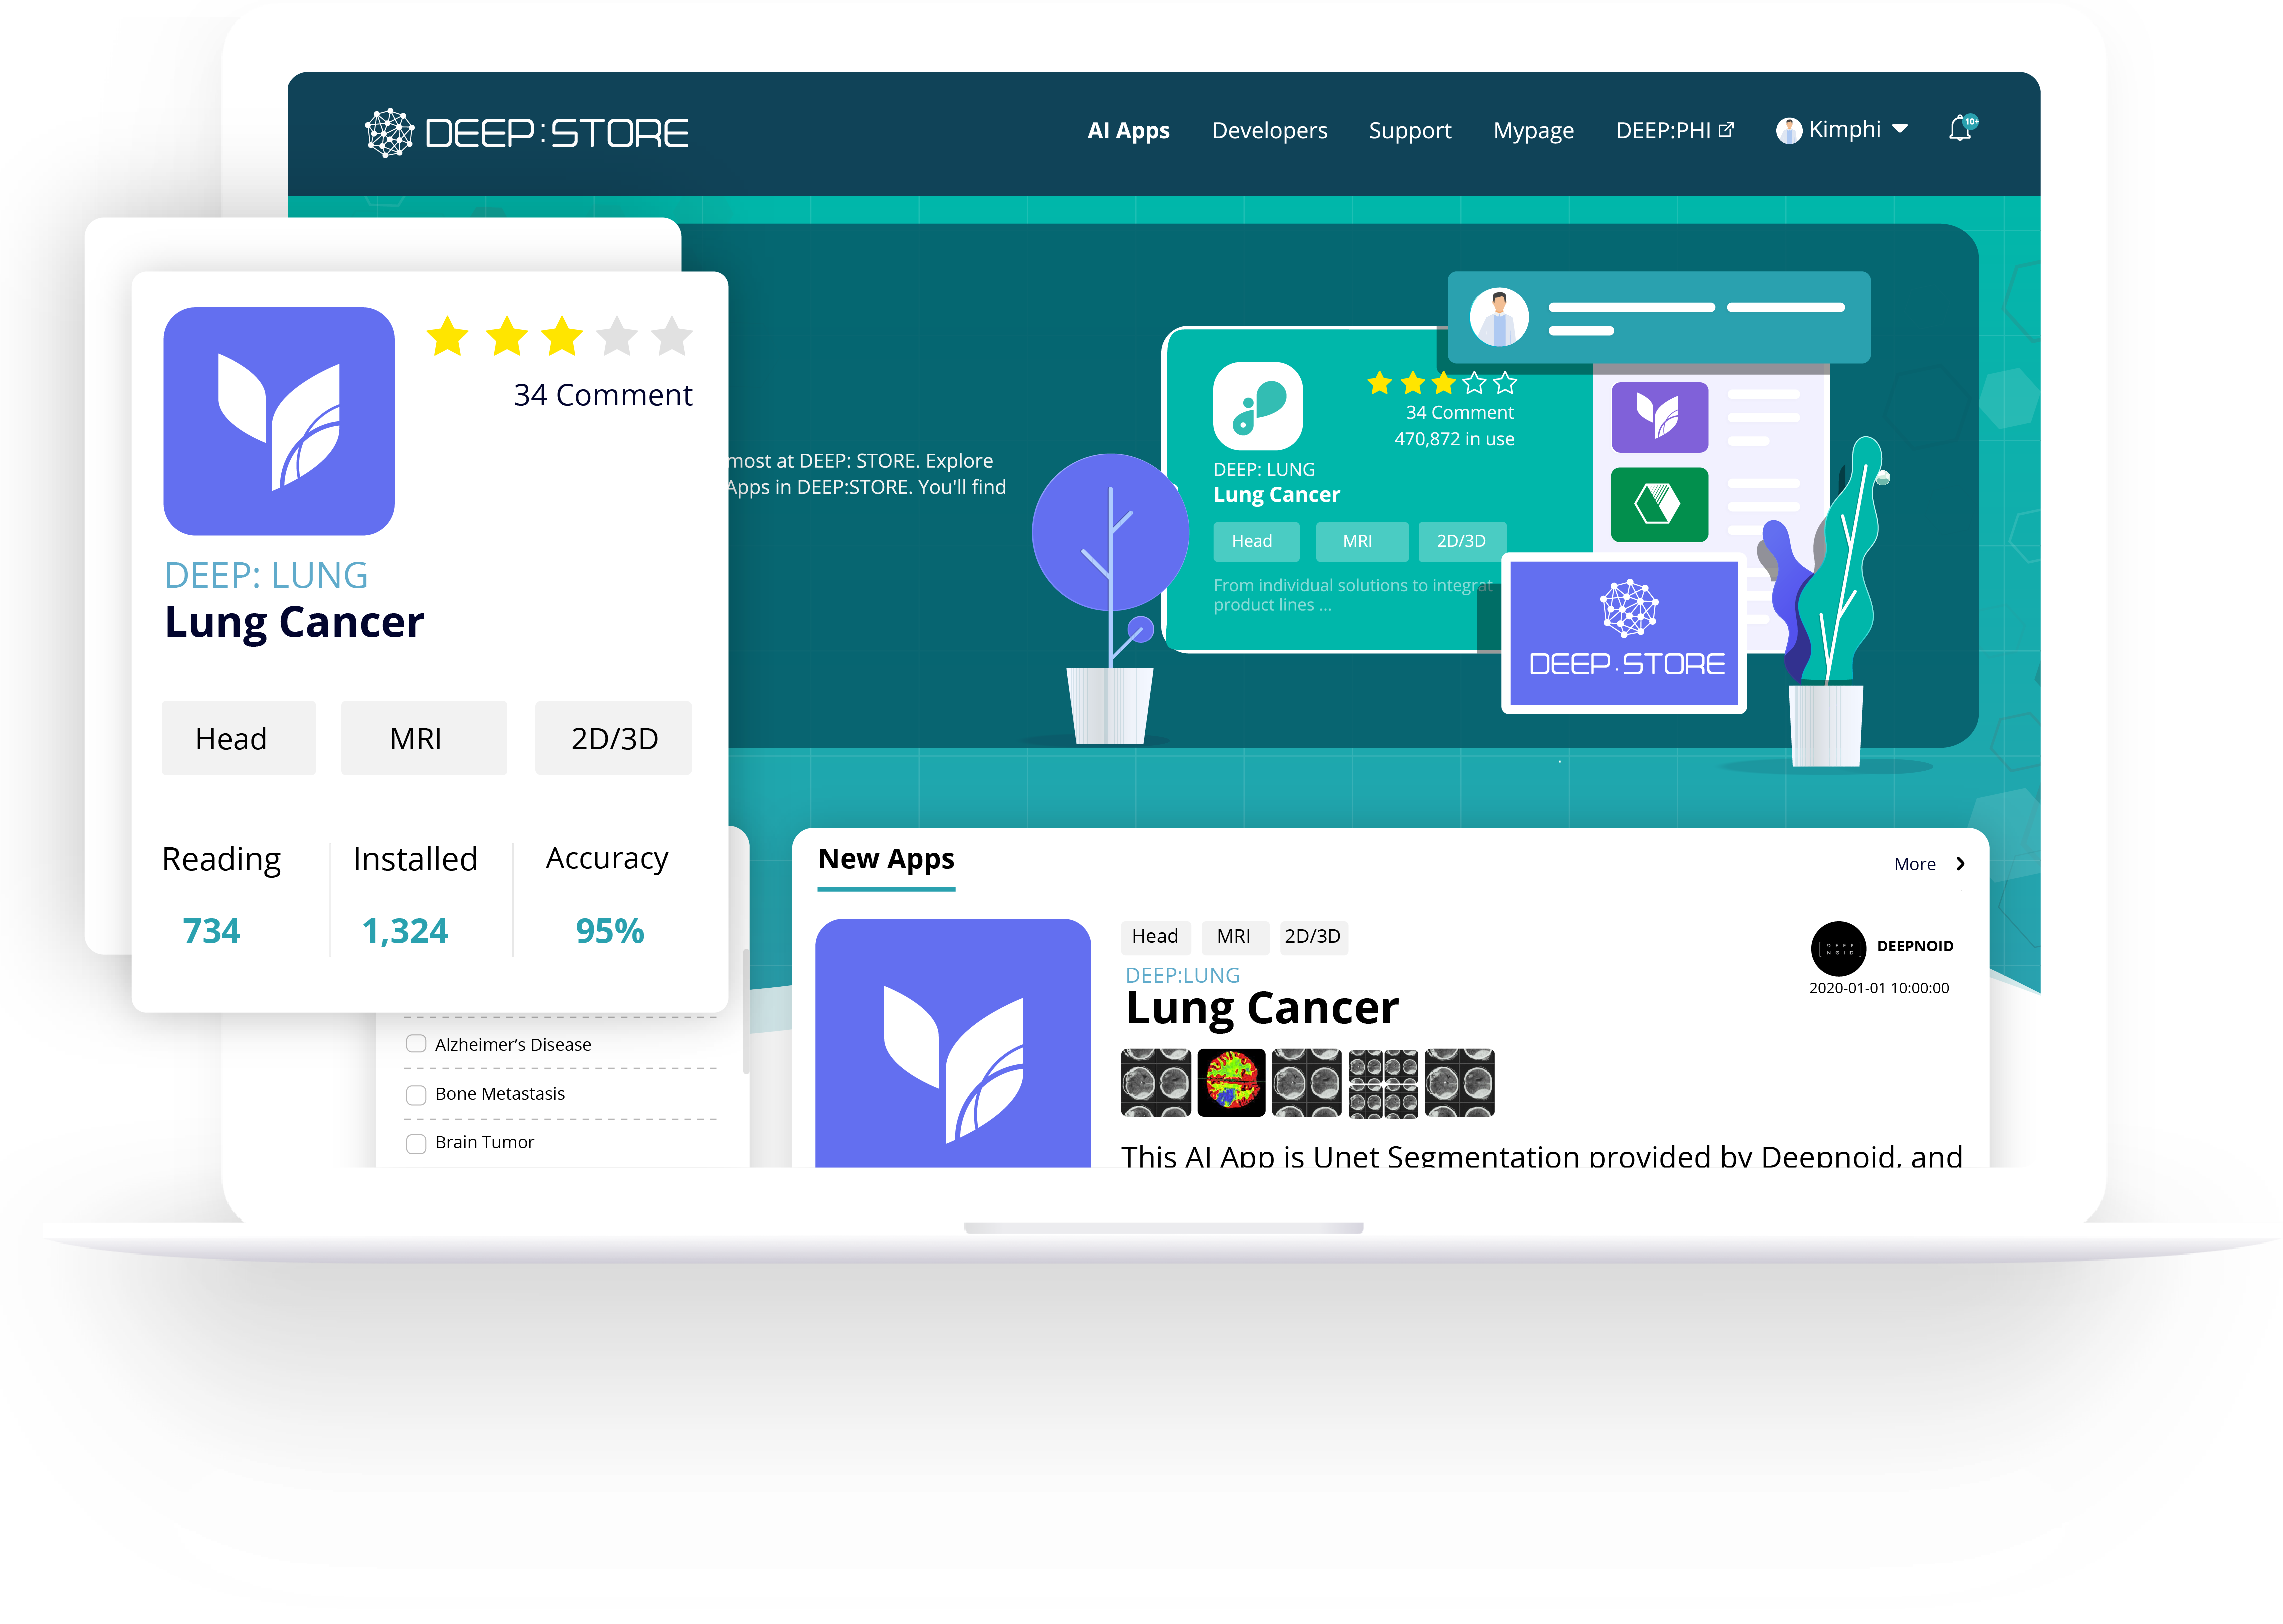 DEEP:STORE
AI Apps Developers Support Mypage DEEP:PHI Kimphi 10+
34 Comment
DEEP: LUNG
Lung Cancer
Head MRI 2D/3D
Reading Installed Accuracy
734 1,324 95%
most at DEEP: STORE. Explore
Apps in DEEP:STORE. You'll find
34 Comment
470,872 in use
DEEP: LUNG
Lung Cancer
Head MRI 2D/3D
From individual solutions to integrat
product lines ...
DEEP.STORE
Alzheimer’s Disease
Bone Metastasis
Brain Tumor
New Apps More
Head MRI 2D/3D
DEEP:LUNG
Lung Cancer
DEEP
NOID
DEEPNOID
2020-01-01 10:00:00
This AI App is Unet Segmentation provided by Deepnoid, and